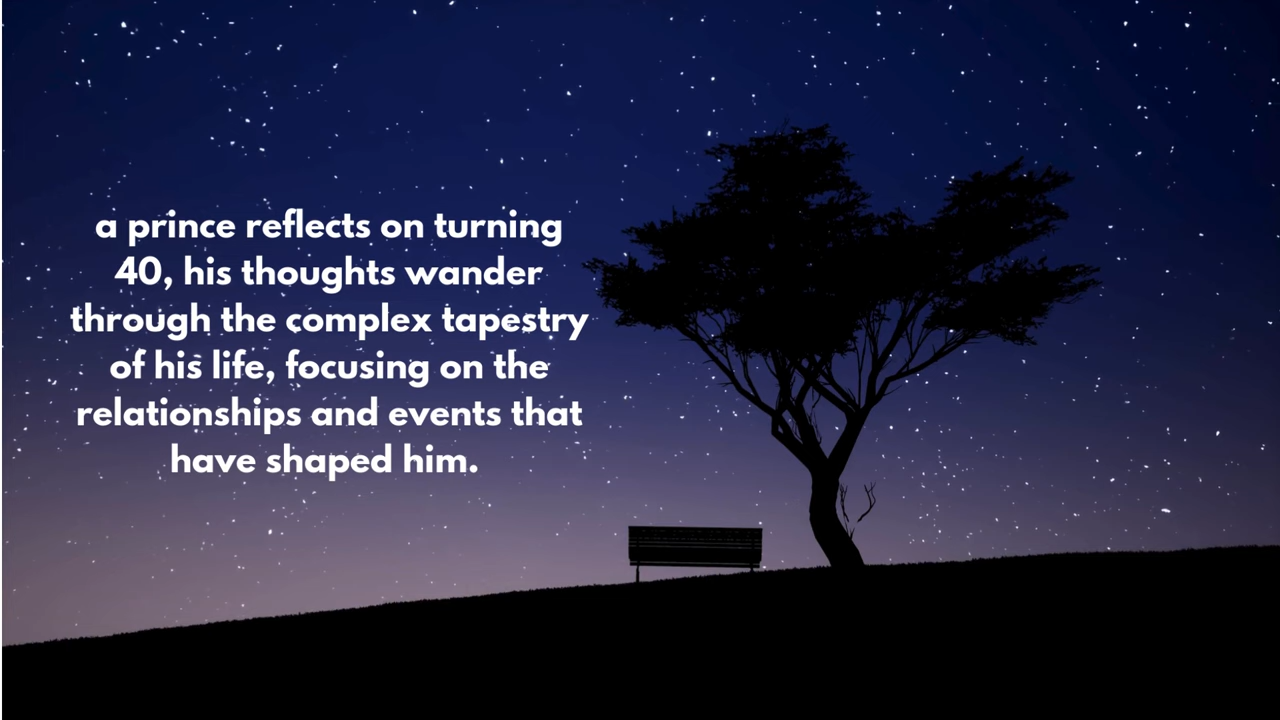 a prince reflects on turning
40, his thoughts wander
through the complex tapestry
of his life, focusing on the
relationships and events that
have shaped him.